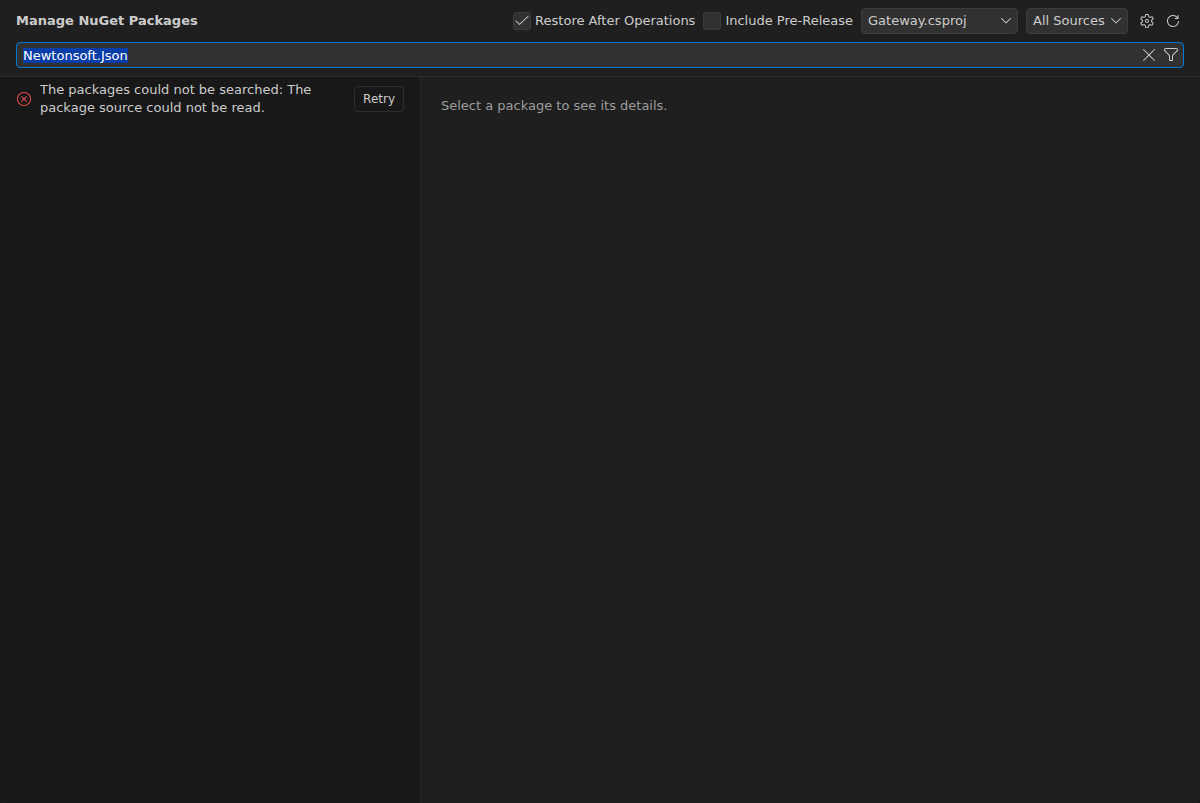 Manage NuGet Packages
Restore After Operations
Include Pre-Release
Gateway.csproj
All Sources
Newtonsoft.Json
The packages could not be searched: The
package source could not be read.
Retry
Select a package to see its details.